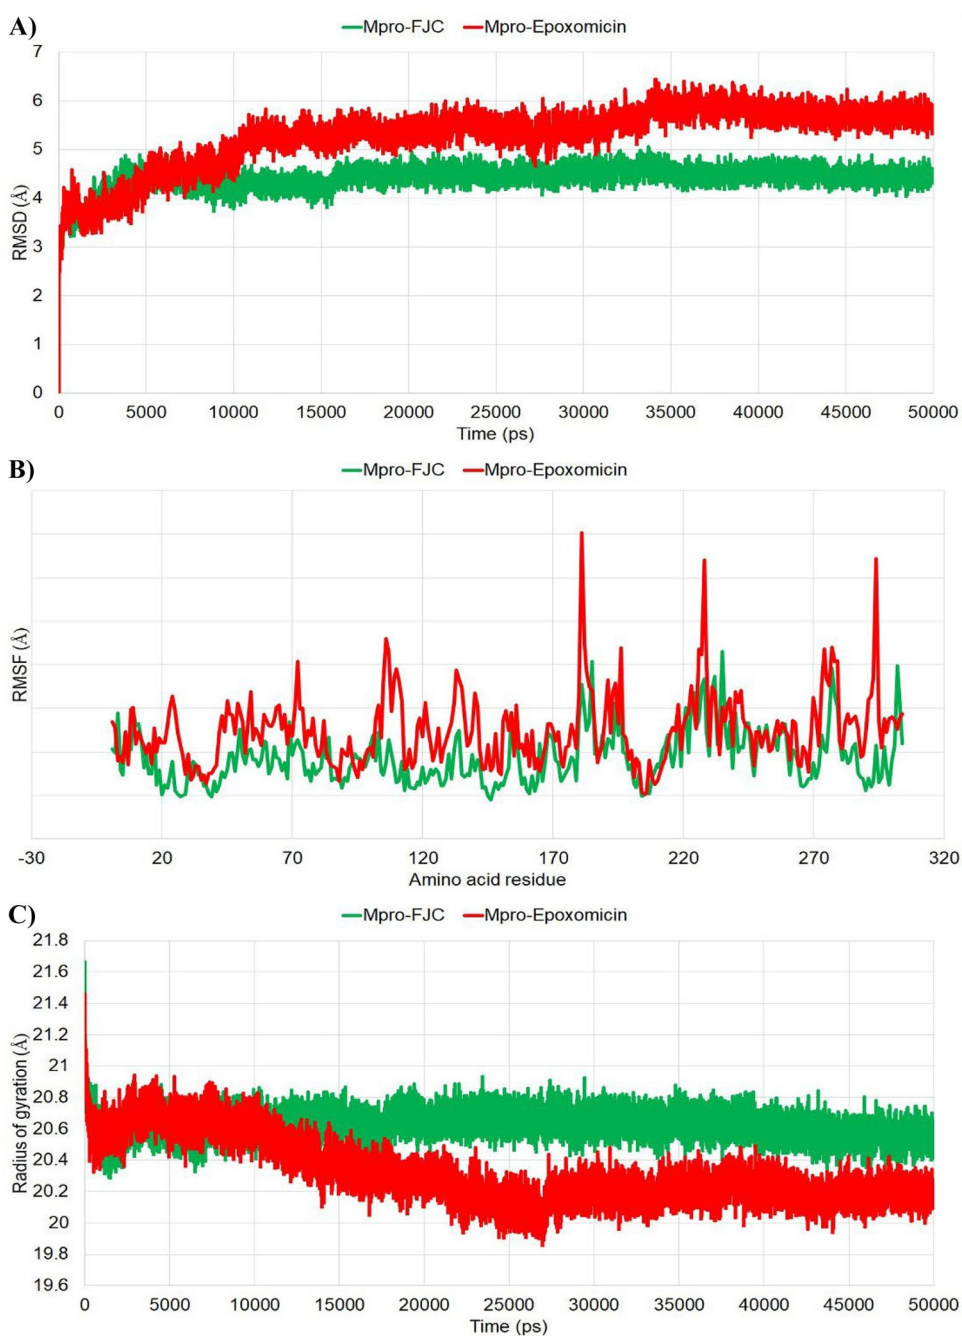 A)
Mpro-FJC Mpro-Epoxomicin
7
6
5
4
3
2
1
0
RMSD (Å)
0 5000 10000 15000 20000 25000 30000 35000 40000 45000 50000
Time (ps)
B)
Mpro-FJC Mpro-Epoxomicin
RMSF (Å)
-30 20 70 120 170 220 270 320
Amino acid residue
C)
Mpro-FJC Mpro-Epoxomicin
21.8
21.6
21.4
21.2
21
20.8
20.6
20.4
20.2
20
19.8
19.6
Radius of gyration (Å)
0 5000 10000 15000 20000 25000 30000 35000 40000 45000 50000
Time (ps)